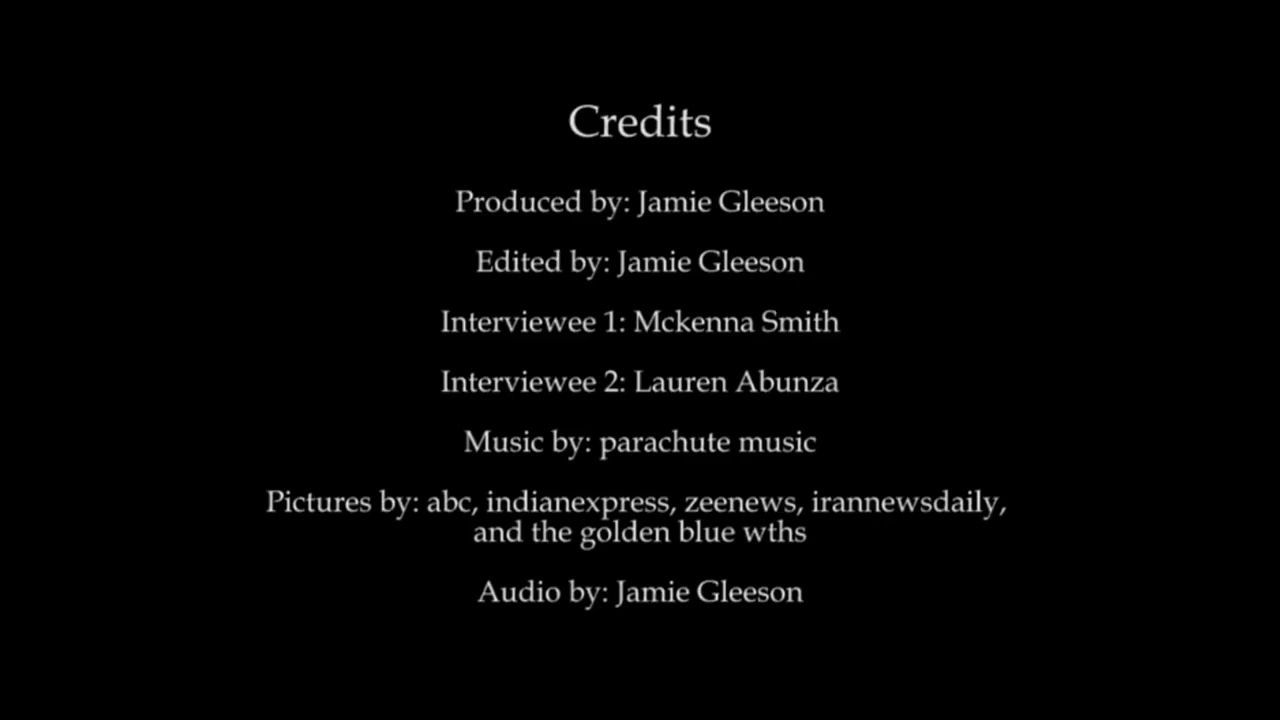 Credits
Produced by: Jamie Gleeson
Edited by: Jamie Gleeson
Interviewee 1: Mckenna Smith
Interviewee 2: Lauren Abunza
Music by: parachute music
Pictures by: abc, indianexpress, zeenews, irannewsdaily,
and the golden blue wths
Audio by: Jamie Gleeson